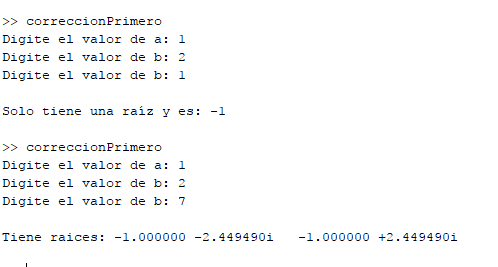 >> correccionPrimero
Digite el valor de a: 1
Digite el valor de b: 2
Digite el valor de b: 1
Solo tiene una raíz y es: -1
>> correccionPrimero
Digite el valor de a: 1
Digite el valor de b: 2
Digite el valor de b: 7
Tiene raices: -1.000000 -2.449490i   -1.000000 +2.449490i